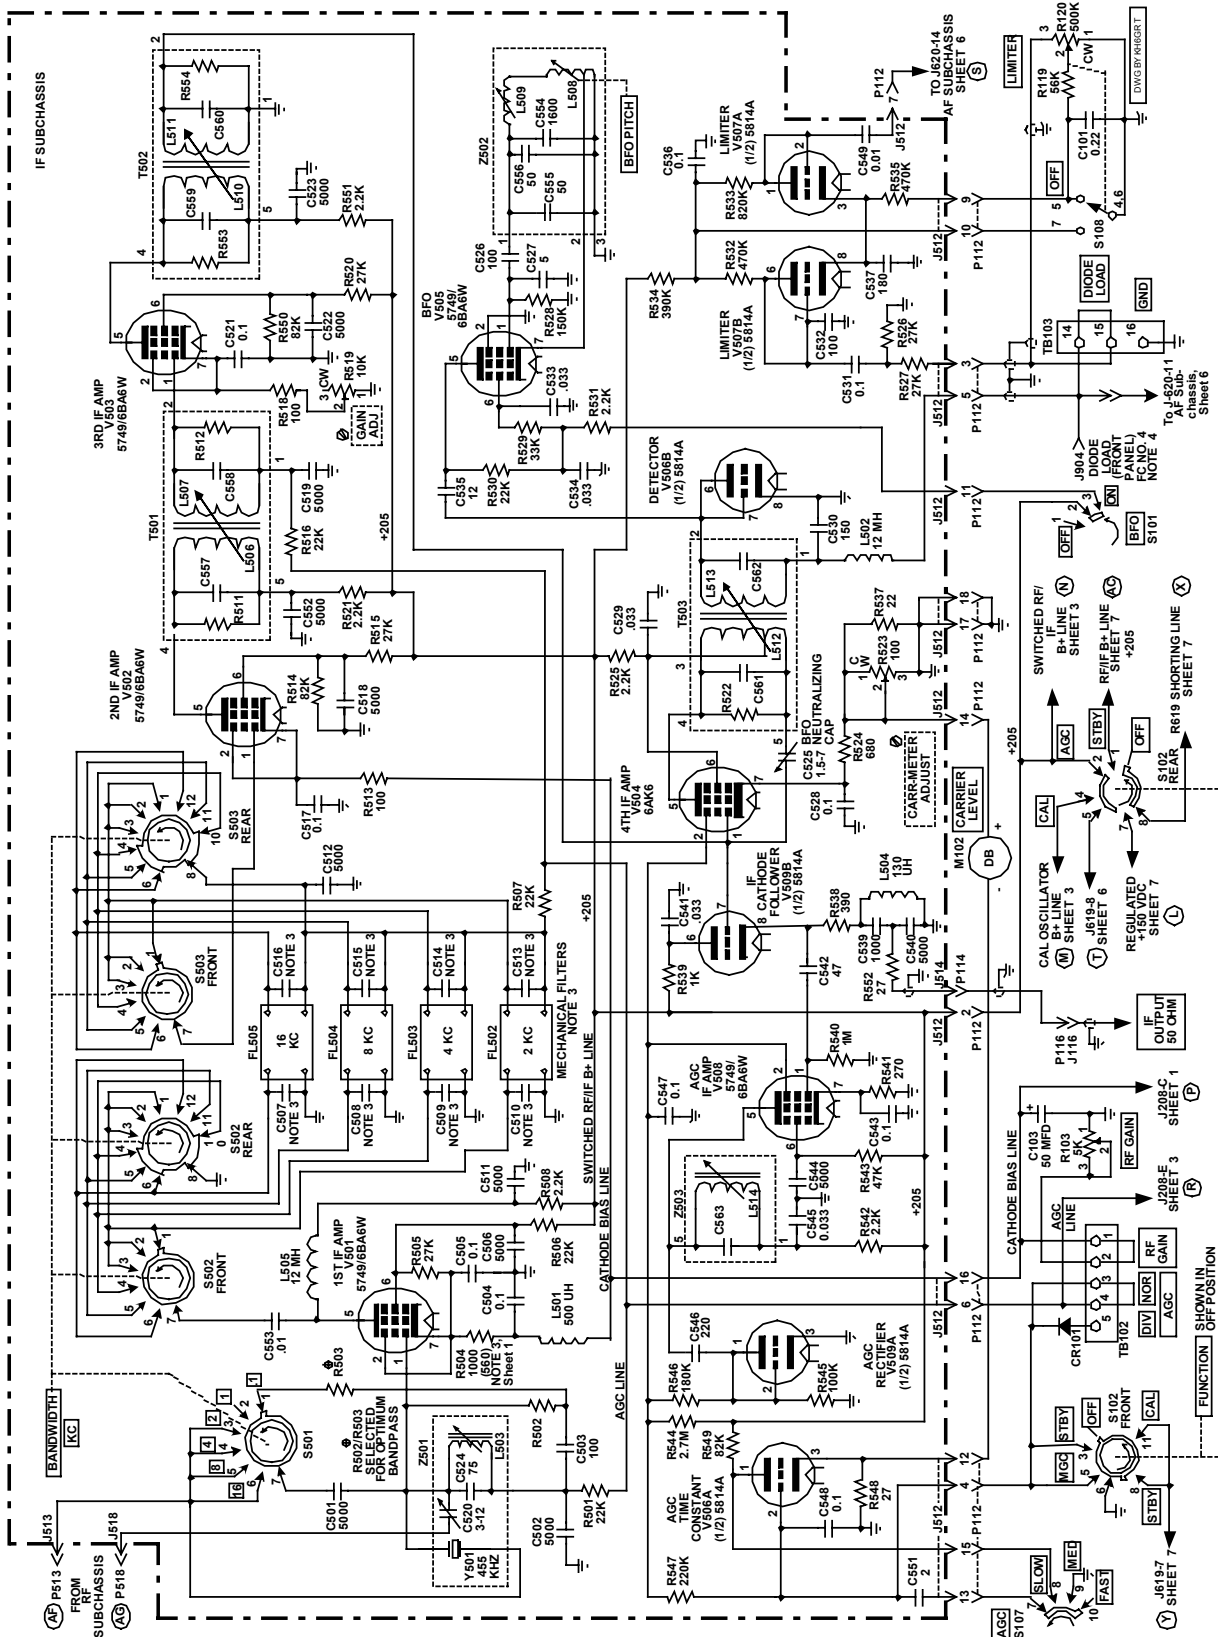 IF SUBCHASSIS
BANDWIDTH
KC
J513
AF
P513
FROM
RF
SUBCHASSIS
AG
P518
J518
S501
1
2
4
8
16
S502
FRONT
S502
REAR
S503
FRONT
S503
REAR
FL505
16
KC
FL504
8 KC
FL503
4 KC
FL502
2 KC
C507
NOTE 3
C508
NOTE 3
C509
NOTE 3
C510
NOTE 3
C516
NOTE 3
C515
NOTE 3
C514
NOTE 3
C513
NOTE 3
MECHANICAL FILTERS
NOTE 3
C512
5000
R507
22K
C517
0.1
R513
100
2ND IF AMP
V502
5749/6BA6W
R514
82K
C518
5000
R515
27K
R521
2.2K
C552
5000
T501
R511
C557
L506
L507
C558
R512
R516
22K
C519
5000
+205
3RD IF AMP
V503
5749/6BA6W
R518
100
CW
R519
10K
GAIN
ADJ
C521
0.1
R550
82K
C522
5000
R520
27K
R551
2.2K
C523
5000
T502
R553
C559
L510
L511
C560
R554
C553
.01
L505
12 MH
1ST IF AMP
V501
5749/6BA6W
R503
R502/R503
SELECTED
FOR OPTIMUM
BANDPASS
C501
5000
Z501
C524
75
L503
C520
3-12
Y501
455
KHZ
C502
5000
R501
22K
C503
100
R502
R504
1000
(560)
NOTE 3,
Sheet 1
R505
27K
C505
0.1
C506
5000
C504
0.1
L501
500 UH
R506
22K
R508
2.2K
C511
5000
SWITCHED RF/IF B+ LINE
CATHODE BIAS LINE
AGC LINE
+205
BFO
V505
5749/
6BA6W
C526
100
C527
5
R528
150K
C533
.033
R529
33K
R530
22K
C535
12
C534
.033
R531
2.2K
Z502
C556
50
C555
50
C554
1600
L509
L508
BFO PITCH
DETECTOR
V506B
(1/2) 5814A
C530
150
L502
12 MH
T503
L513
C562
L512
R522
C561
C529
.033
R525
2.2K
4TH IF AMP
V504
6AK6
C525 BFO
1.5-7 NEUTRALIZING
CAP
C528
0.1
R524
680
R523
100
C
W
R537
22
CARR-METER
ADJUST
LIMITER
V507A
(1/2) 5814A
C536
0.1
R533
820K
R532
470K
R534
390K
R535
470K
C549
0.01
J512
P112
TO J620-14
AF SUBCHASSIS
SHEET 6
S
LIMITER
V507B
(1/2) 5814A
C537
180
C532
100
C531
0.1
R526
27K
R527
27K
IF
CATHODE
FOLLOWER
V509B
(1/2) 5814A
C541
.033
R539
1K
C542
47
R538
390
L504
130
UH
C539
1000
C540
5000
R552
27
J514
P114
AGC
IF AMP
V508
5749/
6BA6W
C547
0.1
R540
1M
R541
270
C543
0.1
C544
5000
R543
47K
C545
0.033
R542
2.2K
Z503
C563
L514
+205
AGC
RECTIFIER
V509A
(1/2) 5814A
C546
220
R546
180K
R545
100K
R544
2.7M
R549
82K
AGC
TIME
CONSTANT
V506A
(1/2) 5814A
R547
220K
C548
0.1
R548
27
C551
2
J512
P112
AGC
S107
SLOW
MED
FAST
Y
J619-7
SHEET 7
S102
FRONT
MGC
STBY
OFF
CAL
STBY
FUNCTION
SHOWN IN
OFF POSITION
CR101
TB102
DIV
NOR
AGC
RF
GAIN
AGC
LINE
CATHODE BIAS LINE
C103
50 MFD
R103
5K
RF GAIN
J208-C
SHEET 1
P
J208-E
SHEET 3
R
P116
J116
IF
OUTPUT
50 OHM
M102
CARRIER
LEVEL
DB
+
-
+205
CAL OSCILLATOR
B+ LINE
SHEET 3
M
J619-8
SHEET 6
T
REGULATED
+150 VDC
SHEET 7
L
CAL
AGC
STBY
OFF
S102
REAR
R619 SHORTING LINE
SHEET 7
X
SWITCHED RF/
IF
B+ LINE
SHEET 3
N
RF/IF B+ LINE
SHEET 7
+205
AC
OFF
ON
BFO
S101
J904
DIODE
LOAD
(FRONT
PANEL)
FC NO. 4
NOTE 4
To J-620-11
AF Sub-
chassis,
Sheet 6
TB103
14
15
16
DIODE
LOAD
GND
S108
OFF
4,6
C101
0.22
R119
56K
CW
R120
500K
LIMITER
DWG BY KH6GRT